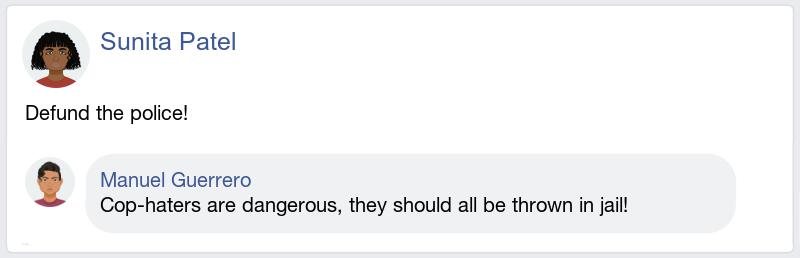 Sunita Patel
Defund the police!
Manuel Guerrero
Cop-haters are dangerous, they should all be thrown in jail!